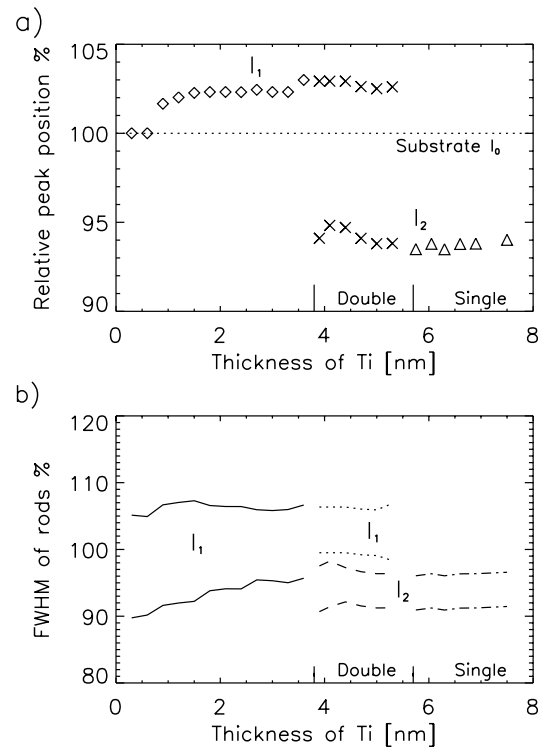 a)
Relative peak position %
105
100
95
90
I₁
Substrate I₀
I₂
Double Single
0 2 4 6 8
Thickness of Ti [nm]
b)
FWHM of rods %
120
110
100
90
80
I₁
I₁
I₂
Double Single
0 2 4 6 8
Thickness of Ti [nm]